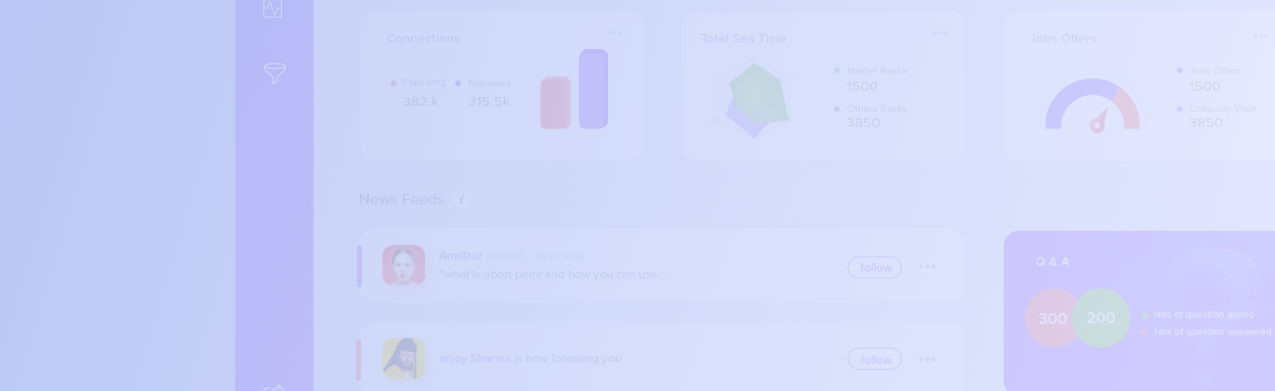 Connections
Following
Followers
382.k
315.5k
Total Sea Time
Master Ranks
1500
Others Ranks
3850
Jobs Offers
Jobs Offers
1500
Company View
3850
News Feeds i
Amritraz posted a new blog
"what is abort point and how you can use....
follow
anjay Sharma is now following you
follow
Q & A
300
200
Nos of question asked
Nos of question answered